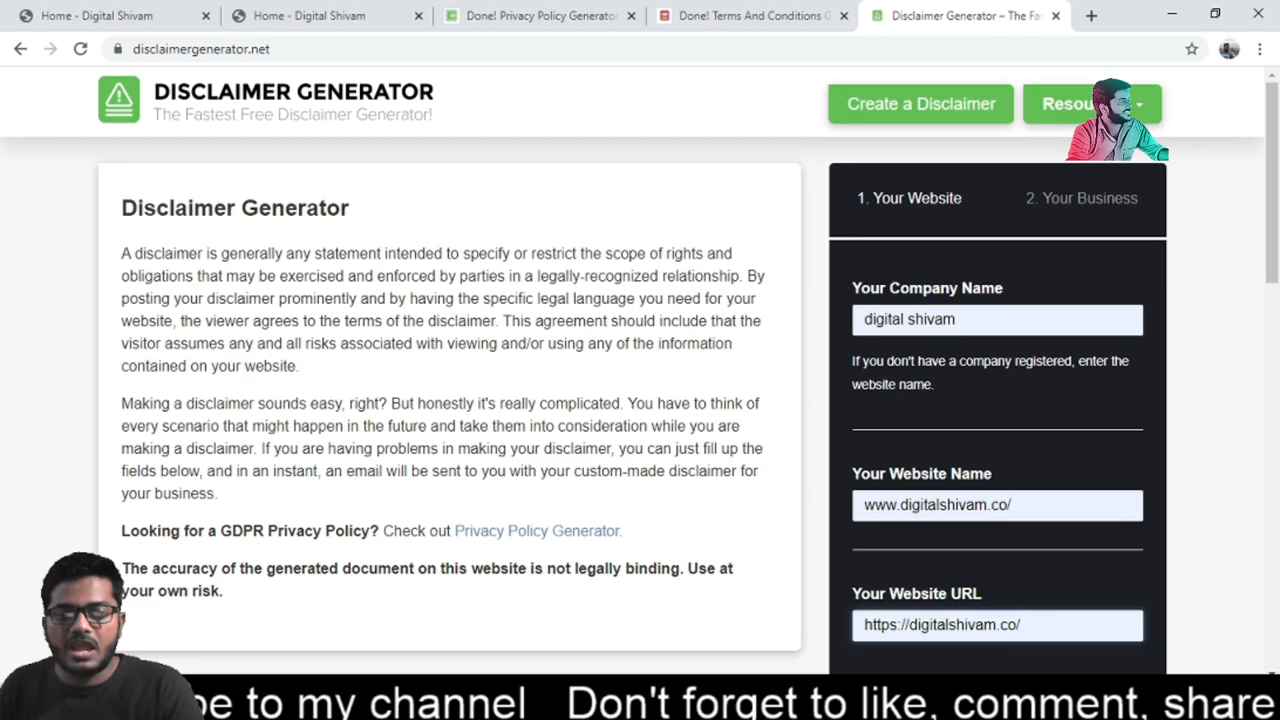 Home - Digital Shivam
Home - Digital Shivam
Done! Privacy Policy Generator
Done! Terms And Conditions G
Disclaimer Generator – The Fas
disclaimergenerator.net
DISCLAIMER GENERATOR
The Fastest Free Disclaimer Generator!
Create a Disclaimer
Disclaimer Generator
A disclaimer is generally any statement intended to specify or restrict the scope of rights and
obligations that may be exercised and enforced by parties in a legally-recognized relationship. By
posting your disclaimer prominently and by having the specific legal language you need for your
website, the viewer agrees to the terms of the disclaimer. This agreement should include that the
visitor assumes any and all risks associated with viewing and/or using any of the information
contained on your website.
Making a disclaimer sounds easy, right? But honestly it's really complicated. You have to think of
every scenario that might happen in the future and take them into consideration while you are
making a disclaimer. If you are having problems in making your disclaimer, you can just fill up the
fields below, and in an instant, an email will be sent to you with your custom-made disclaimer for
your business.
Looking for a GDPR Privacy Policy? Check out Privacy Policy Generator.
The accuracy of the generated document on this website is not legally binding. Use at
your own risk.
1. Your Website
2. Your Business
Your Company Name
digital shivam
If you don't have a company registered, enter the
website name.
Your Website Name
www.digitalshivam.co/
Your Website URL
https://digitalshivam.co/
to my channel Don't forget to like, comment, share